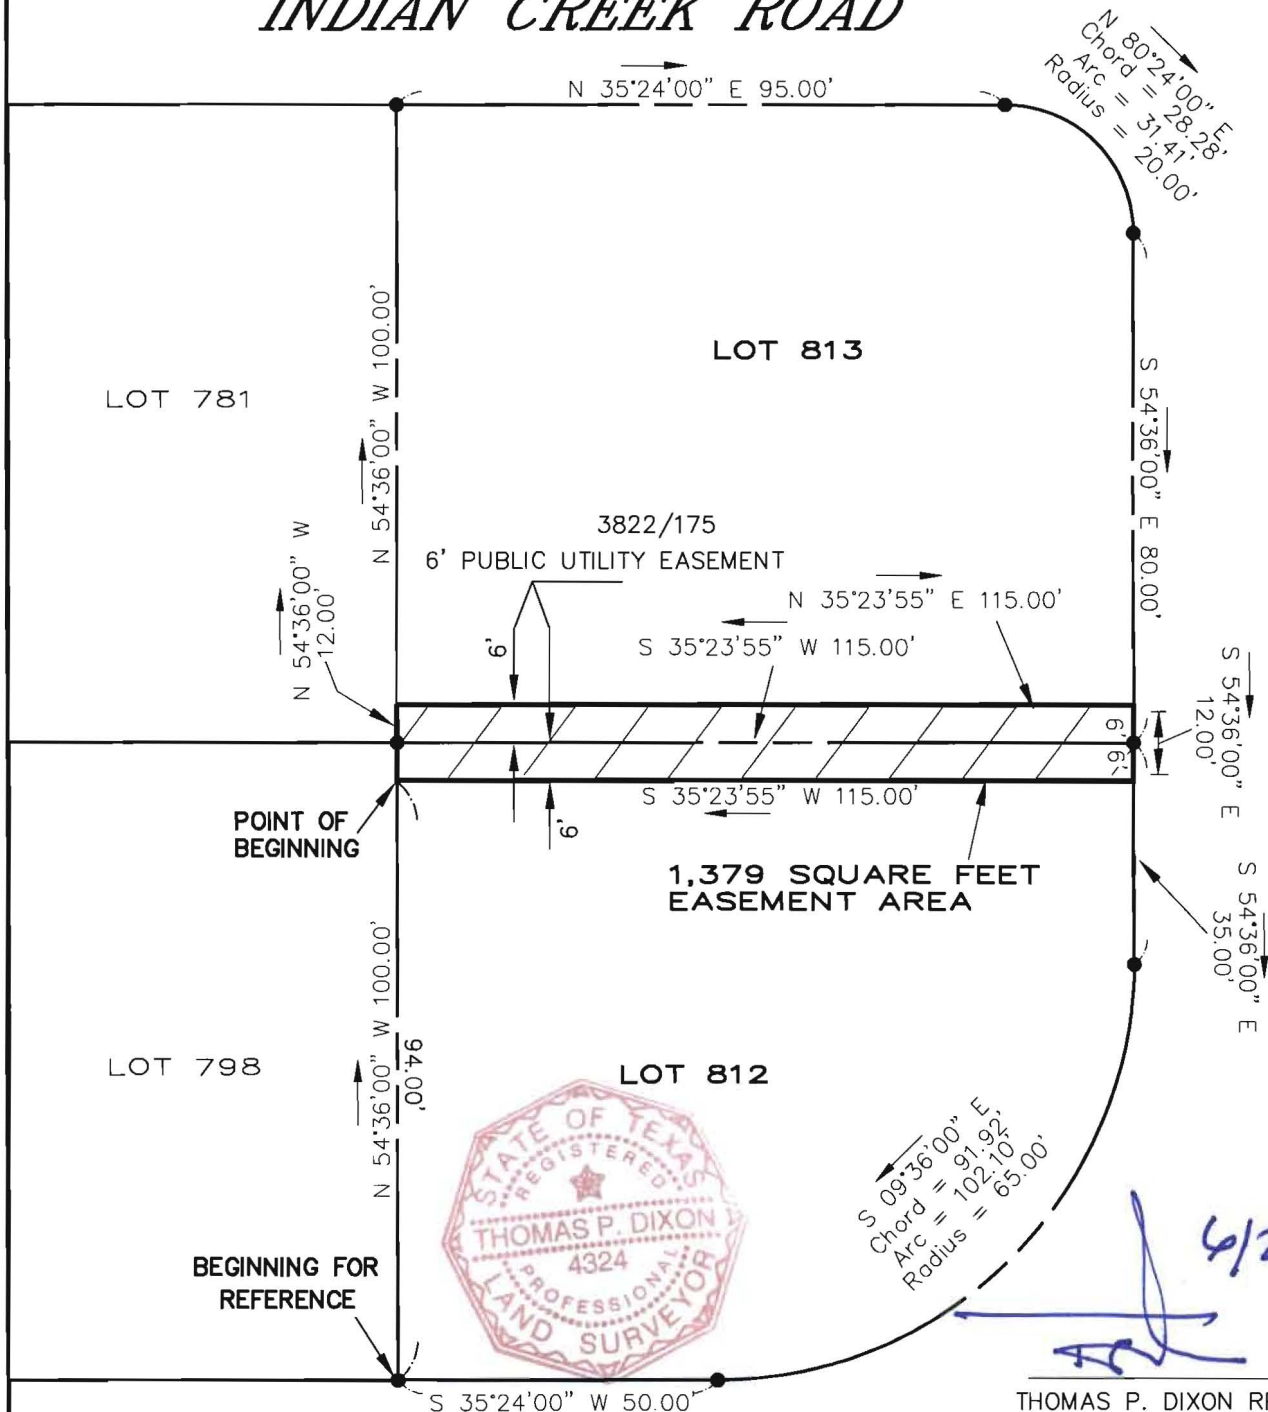 INDIAN CREEK ROAD
N 35°24'00" E 95.00'
N 80°24'00" E
Chord = 28.28'
Arc = 31.41'
Radius = 20.00'
N 54°36'00" W 100.00'
LOT 813
S 54°36'00" E 80.00'
LOT 781
3822/175
6' PUBLIC UTILITY EASEMENT
N 54°36'00" W
12.00'
N 35°23'55" E 115.00'
S 35°23'55" W 115.00'
6'
S 54°36'00" E
12.00'
6' 6'
POINT OF
BEGINNING
S 35°23'55" W 115.00'
6'
1,379 SQUARE FEET
EASEMENT AREA
S 54°36'00" E
35.00'
N 54°36'00" W 100.00'
94.00'
LOT 798
LOT 812
STATE OF TEXAS
REGISTERED
THOMAS P. DIXON
4324
PROFESSIONAL
LAND SURVEYOR
S 09°36'00" E
Chord = 91.92'
Arc = 102.10'
Radius = 65.00'
BEGINNING FOR
REFERENCE
S 35°24'00" W 50.00'
THOMAS P. DIXON